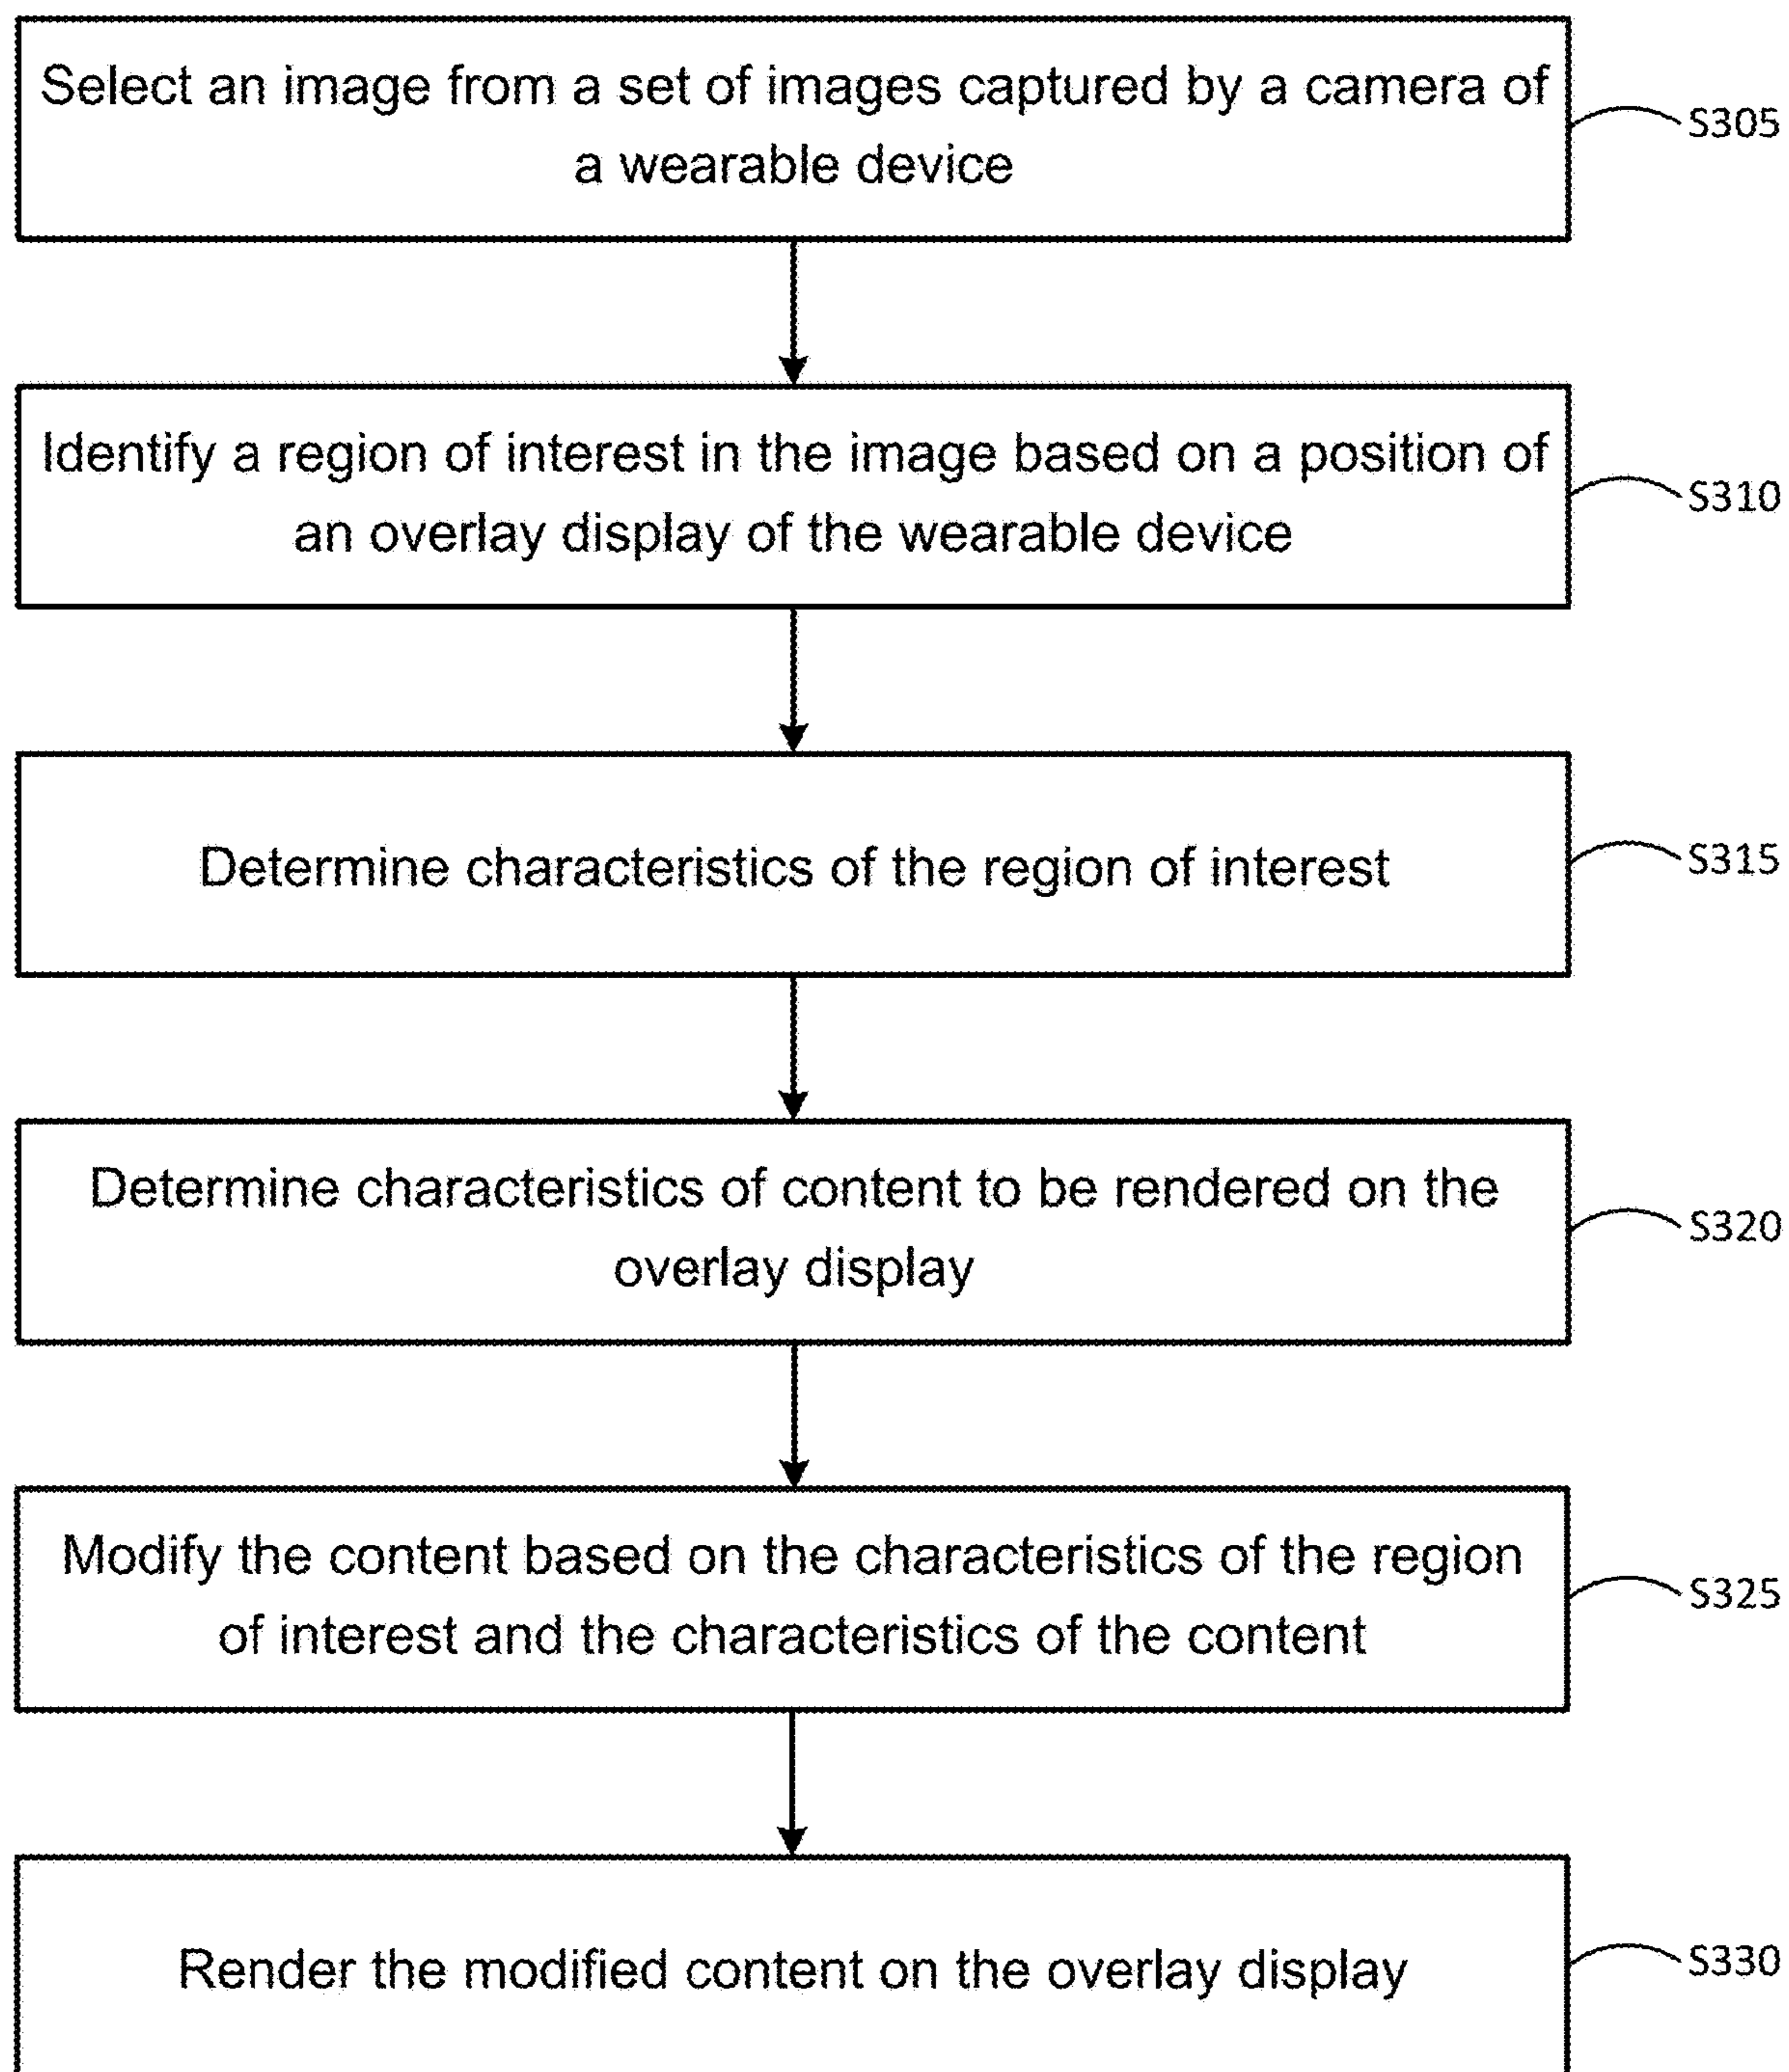 Select an image from a set of images captured by a camera of
a wearable device
S305
Identify a region of interest in the image based on a position of
an overlay display of the wearable device
S310
Determine characteristics of the region of interest
S315
Determine characteristics of content to be rendered on the
overlay display
S320
Modify the content based on the characteristics of the region
of interest and the characteristics of the content
S325
Render the modified content on the overlay display
S330